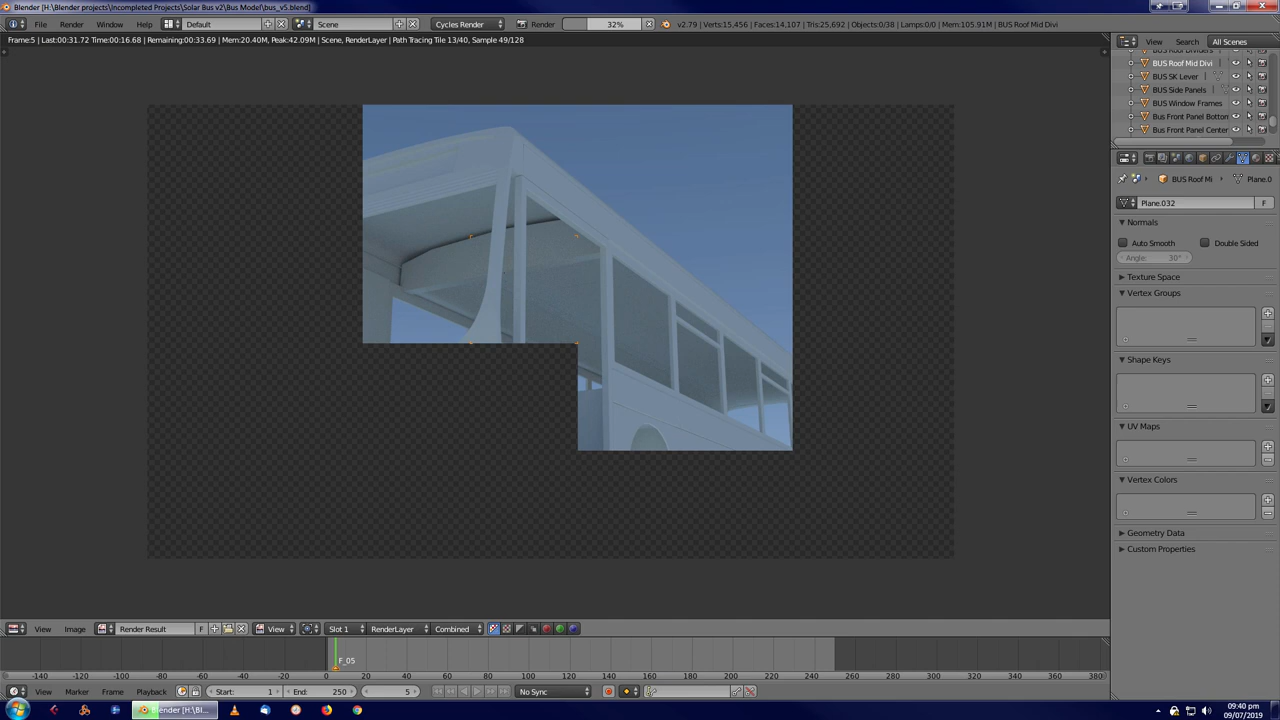 Blender [H:\Blender projects\Incompleted Projects\Solar Bus v2\Bus Model\bus_v5.blend]
File Render Window Help Default Scene Cycles Render Render 32% v2.79 | Verts:15,456 | Faces:14,107 | Tris:25,692 | Objects:0/38 | Lamps:0/0 | Mem:105.91M | BUS Roof Mid Divi
Frame:5 | Last:00:31.72 Time:00:16.68 | Remaining:00:33.69 | Mem:20.40M, Peak:42.09M | Scene, RenderLayer | Path Tracing Tile 13/40, Sample 49/128
View Search All Scenes
BUS Roof Dividers
BUS Roof Mid Divi
BUS SK Lever
BUS Side Panels
BUS Window Frames
Bus Front Panel Botton
Bus Front Panel Center
BUS Roof Mi Plane.0
Plane.032 F
Normals
Auto Smooth Double Sided
Angle: 30°
Texture Space
Vertex Groups
Shape Keys
UV Maps
Vertex Colors
Geometry Data
Custom Properties
View Image Render Result F View Slot 1 RenderLayer Combined
F_05
-140 -120 -100 -80 -60 -40 -20 0 20 40 60 80 100 120 140 160 180 200 220 240 260 280 300 320 340 360 380
View Marker Frame Playback Start: 1 End: 250 5 No Sync
Blender [H:\Bl...
09:40 pm
09/07/2019